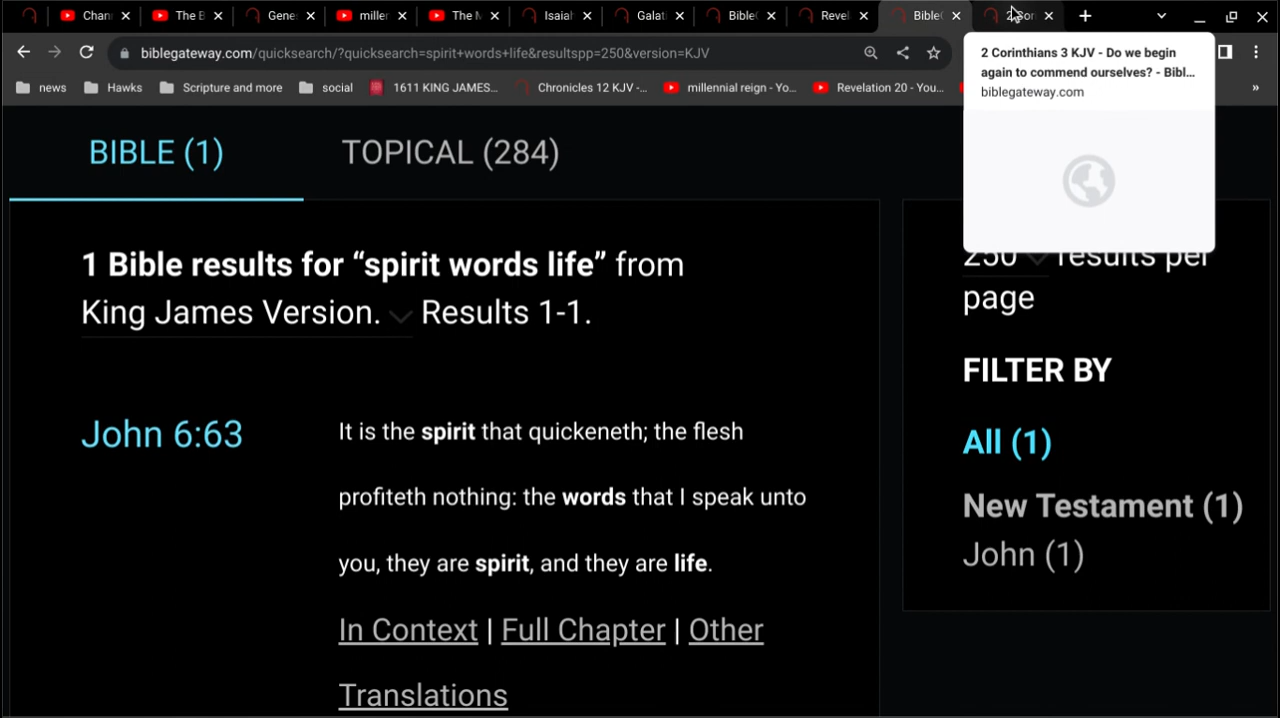 Chan
The B
Gene
miller
The M
Isaiah
Galat
Bible
Revel
Bible
2 Cor
biblegateway.com/quicksearch/?quicksearch=spirit+words+life&resultspp=250&version=KJV
news
Hawks
Scripture and more
social
1611 KING JAMES...
Chronicles 12 KJV -...
millennial reign - Yo...
Revelation 20 - You...
»
2 Corinthians 3 KJV - Do we begin
again to commend ourselves? - Bibl...
biblegateway.com
BIBLE (1)
TOPICAL (284)
1 Bible results for “spirit words life” from
King James Version. Results 1-1.
John 6:63
It is the spirit that quickeneth; the flesh
profiteth nothing: the words that I speak unto
you, they are spirit, and they are life.
In Context | Full Chapter | Other
Translations
250 results per
page
FILTER BY
All (1)
New Testament (1)
John (1)